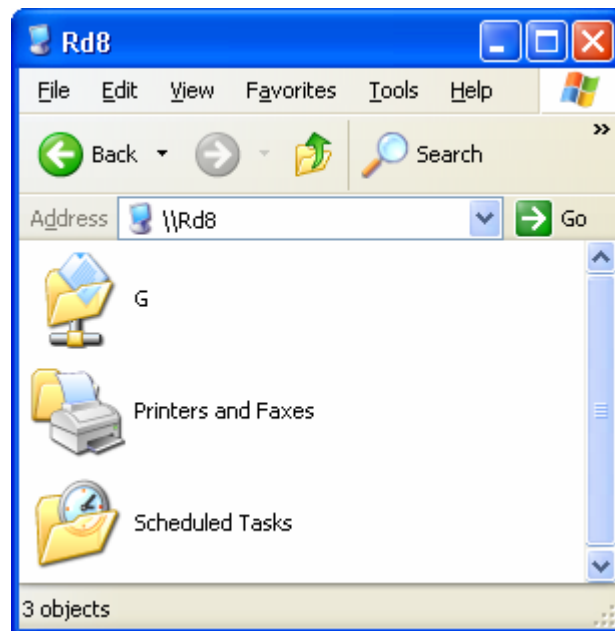 Rd8
File Edit View Favorites Tools Help
Back Search »
Address \\Rd8 Go
G
Printers and Faxes
Scheduled Tasks
3 objects